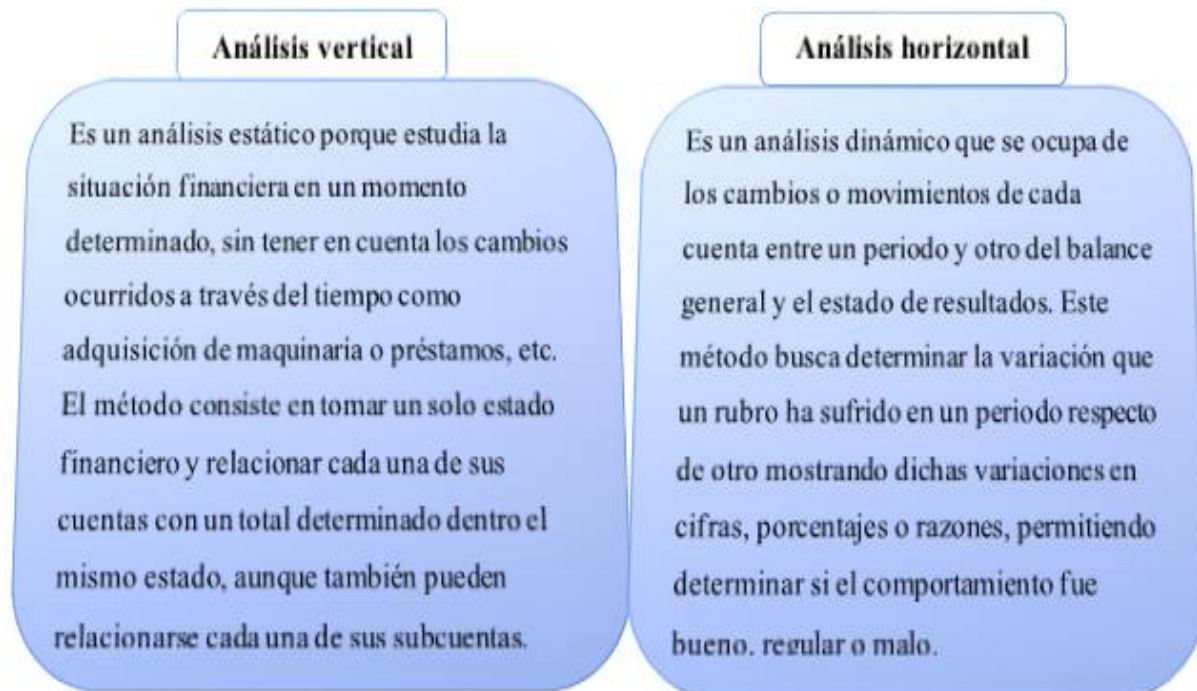 Análisis vertical
Es un análisis estático porque estudia la
situación financiera en un momento
determinado, sin tener en cuenta los cambios
ocurridos a través del tiempo como
adquisición de maquinaria o préstamos, etc.
El método consiste en tomar un solo estado
financiero y relacionar cada una de sus
cuentas con un total determinado dentro el
mismo estado, aunque también pueden
relacionarse cada una de sus subcuentas.
Análisis horizontal
Es un análisis dinámico que se ocupa de
los cambios o movimientos de cada
cuenta entre un periodo y otro del balance
general y el estado de resultados. Este
método busca determinar la variación que
un rubro ha sufrido en un periodo respecto
de otro mostrando dichas variaciones en
cifras, porcentajes o razones, permitiendo
determinar si el comportamiento fue
bueno, regular o malo.